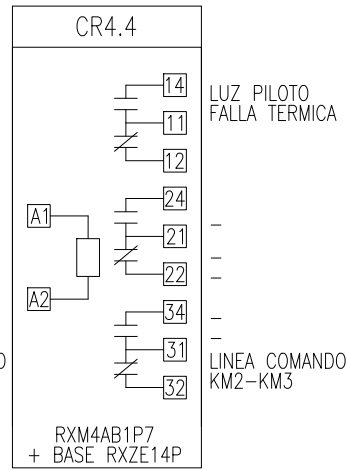 CR4.4
14
LUZ PILOTO
11
FALLA TERMICA
12
24
A1
21
22
A2
34
31
LINEA COMANDO
32
KM2-KM3
O
RXM4AB1P7
+ BASE RXZE14P